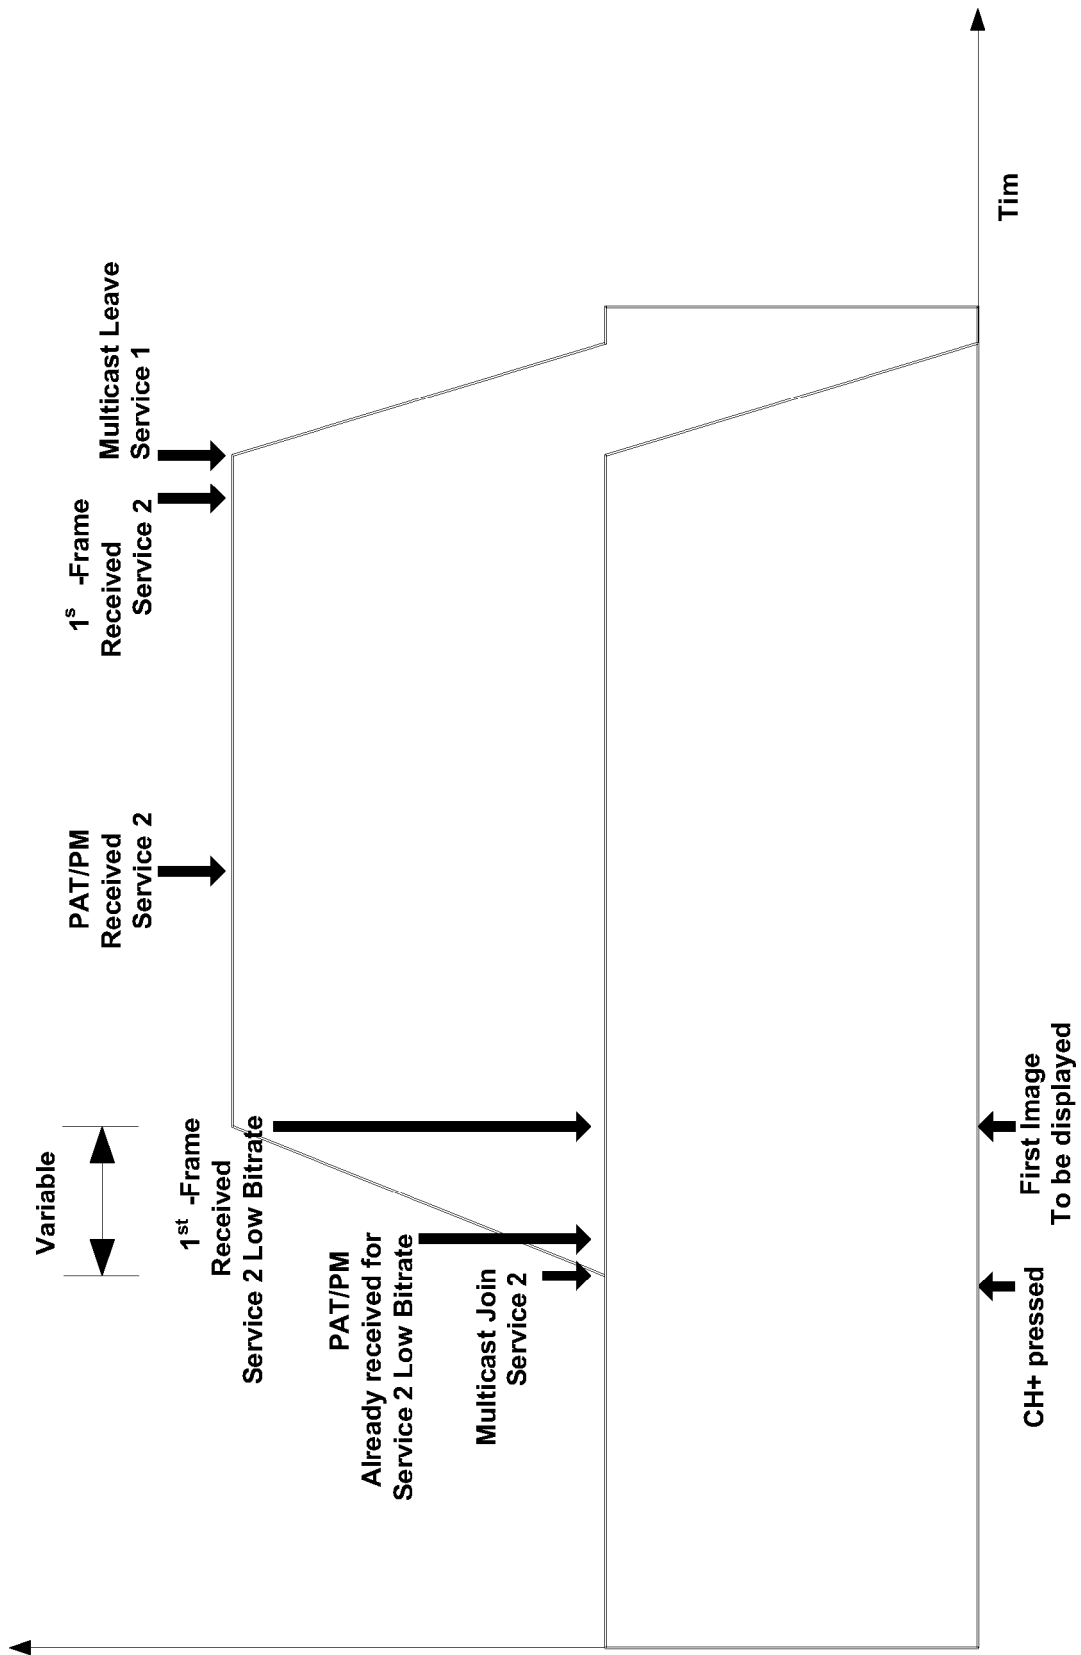 Variable
1st -Frame
Received
Service 2 Low Bitrate
PAT/PM
Already received for
Service 2 Low Bitrate
Multicast Join
Service 2
PAT/PM
Received
Service 2
1s -Frame
Received
Service 2
Multicast Leave
Service 1
CH+ pressed
First Image
To be displayed
Tim